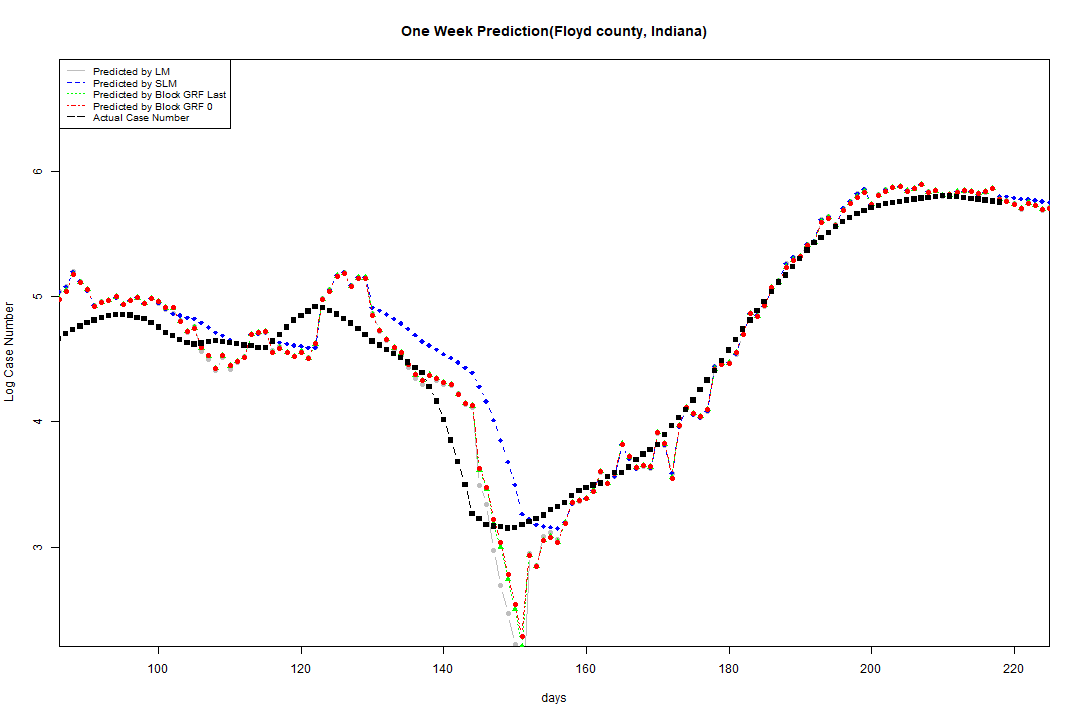 One Week Prediction(Floyd county, Indiana)
Predicted by LM
Predicted by SLM
Predicted by Block GRF Last
Predicted by Block GRF 0
Actual Case Number
6
5
4
3
Log Case Number
100 120 140 160 180 200 220
days